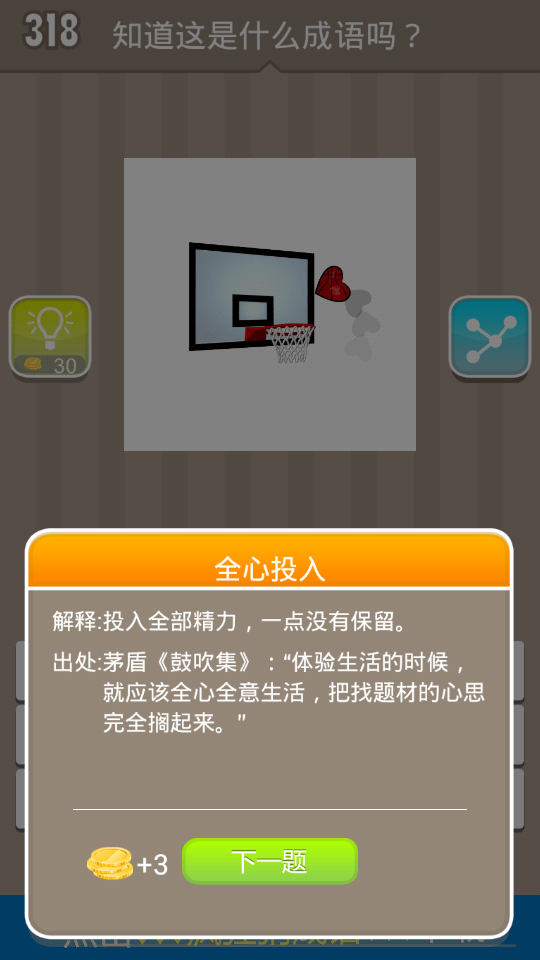 318
知道这是什么成语吗？
30
全心投入
解释:投入全部精力，一点没有保留。
出处:茅盾《鼓吹集》：“体验生活的时候，
就应该全心全意生活，把找题材的心思
完全搁起来。”
+3
下一题